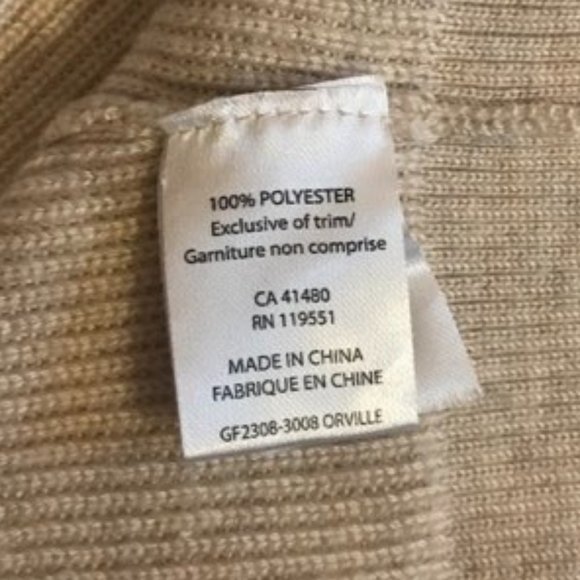 100% POLYESTER
Exclusive of trim/
Garniture non comprise
CA 41480
RN 119551
MADE IN CHINA
FABRIQUE EN CHINE
GF2308-3008 ORVILLE